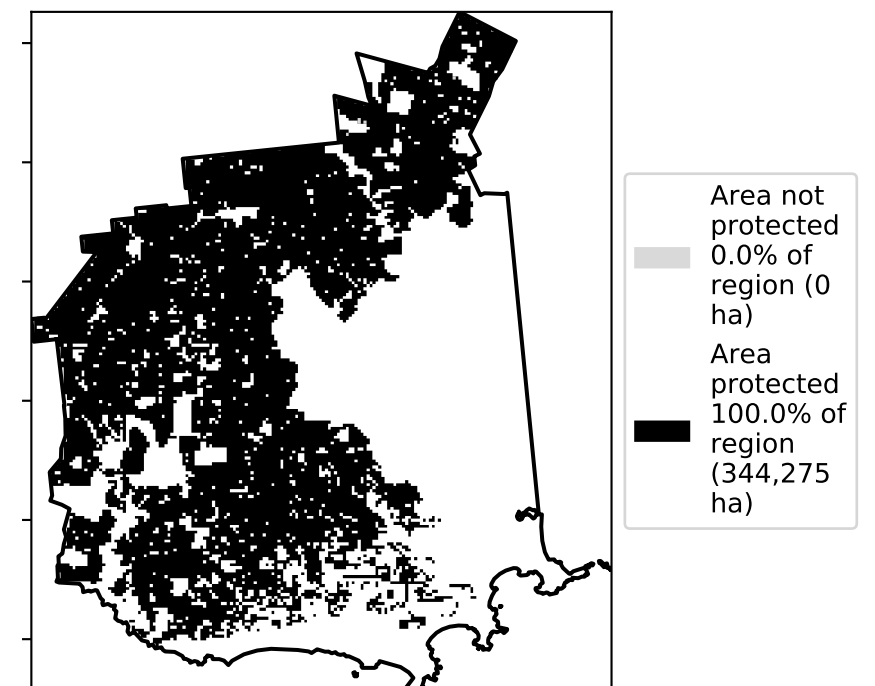 Area not
protected
0.0% of
region (0
ha)
Area
protected
100.0% of
region
(344,275
ha)